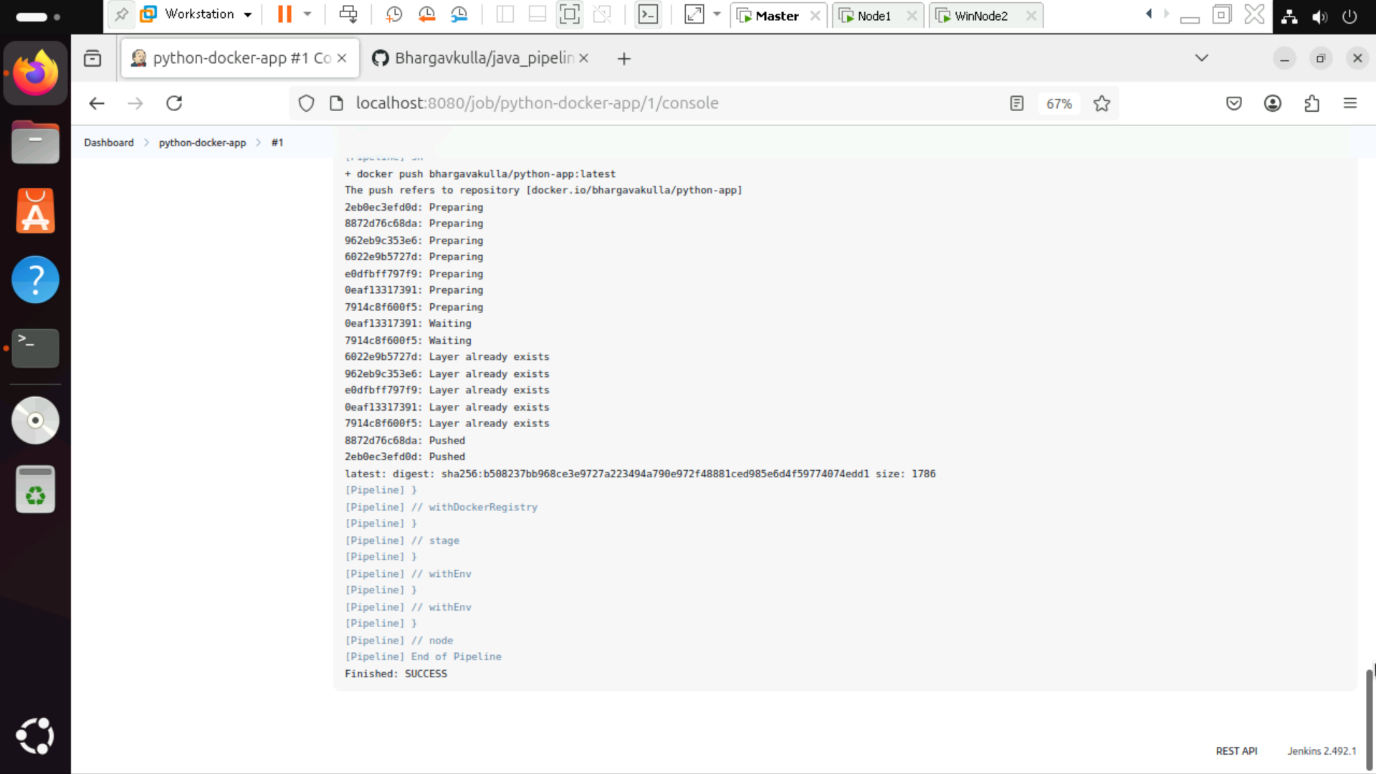 Workstation
Master
Node1
WinNode2
python-docker-app #1 Co
Bhargavkulla/java_pipelin
localhost:8080/job/python-docker-app/1/console
67%
Dashboard
python-docker-app
#1
[Pipeline] sh
+ docker push bhargavakulla/python-app:latest
The push refers to repository [docker.io/bhargavakulla/python-app]
2eb0ec3efd0d: Preparing
8872d76c68da: Preparing
962eb9c353e6: Preparing
6022e9b5727d: Preparing
e0dfbff797f9: Preparing
0eaf13317391: Preparing
7914c8f600f5: Preparing
0eaf13317391: Waiting
7914c8f600f5: Waiting
6022e9b5727d: Layer already exists
962eb9c353e6: Layer already exists
e0dfbff797f9: Layer already exists
0eaf13317391: Layer already exists
7914c8f600f5: Layer already exists
8872d76c68da: Pushed
2eb0ec3efd0d: Pushed
latest: digest: sha256:b508237bb968ce3e9727a223494a790e972f48881ced985e6d4f59774074edd1 size: 1786
[Pipeline] }
[Pipeline] // withDockerRegistry
[Pipeline] }
[Pipeline] // stage
[Pipeline] }
[Pipeline] // withEnv
[Pipeline] }
[Pipeline] // withEnv
[Pipeline] }
[Pipeline] // node
[Pipeline] End of Pipeline
Finished: SUCCESS
REST API
Jenkins 2.492.1